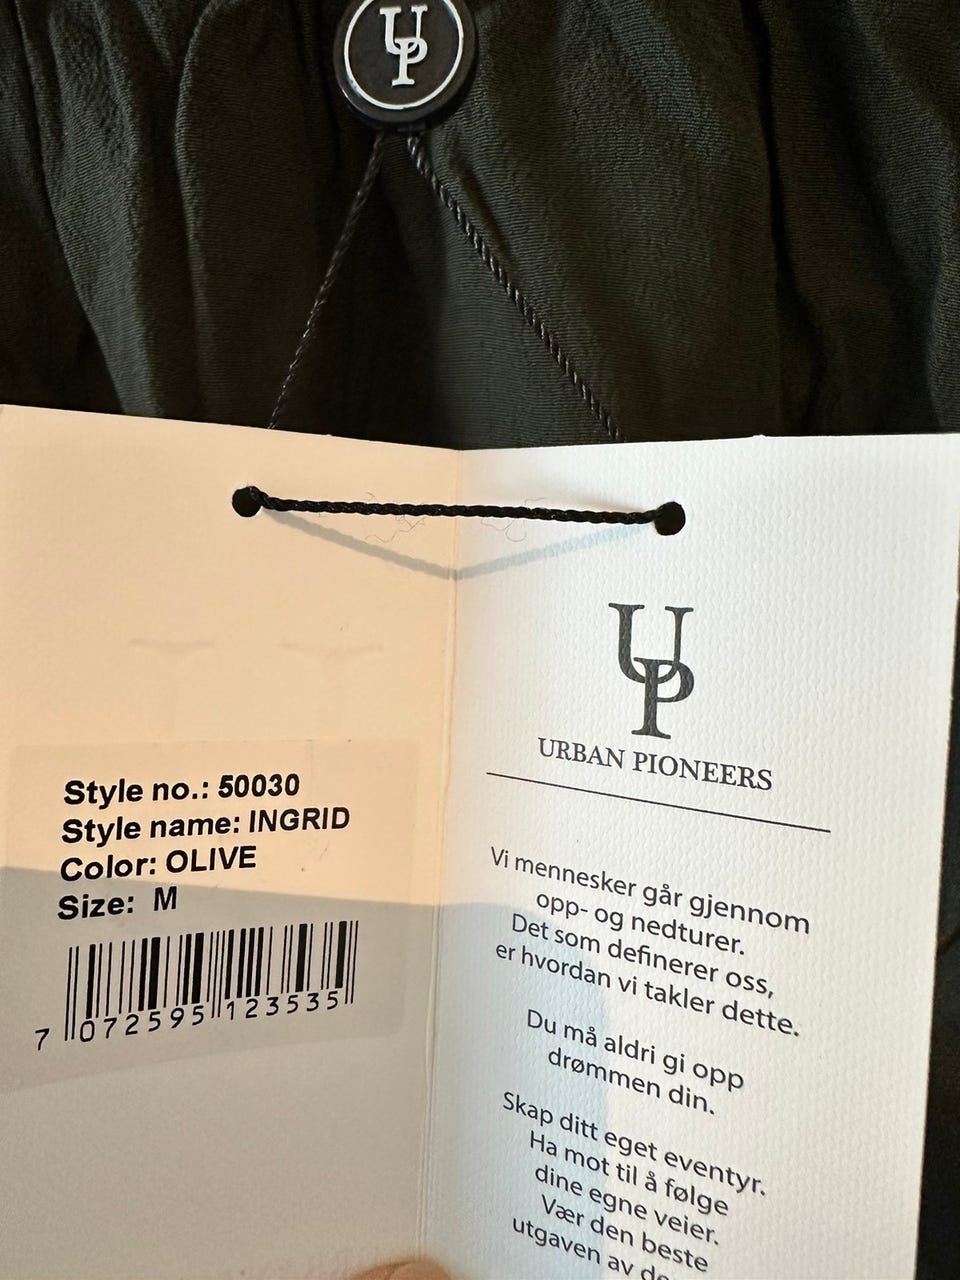 UP
Style no.: 50030
Style name: INGRID
Color: OLIVE
Size: M
7 072595 123535
UP
URBAN PIONEERS
Vi mennesker går gjennom
opp- og nedturer.
Det som definerer oss,
er hvordan vi takler dette.
Du må aldri gi opp
drømmen din.
Skap ditt eget eventyr.
Ha mot til å følge
dine egne veier.
Vær den beste
utgaven av